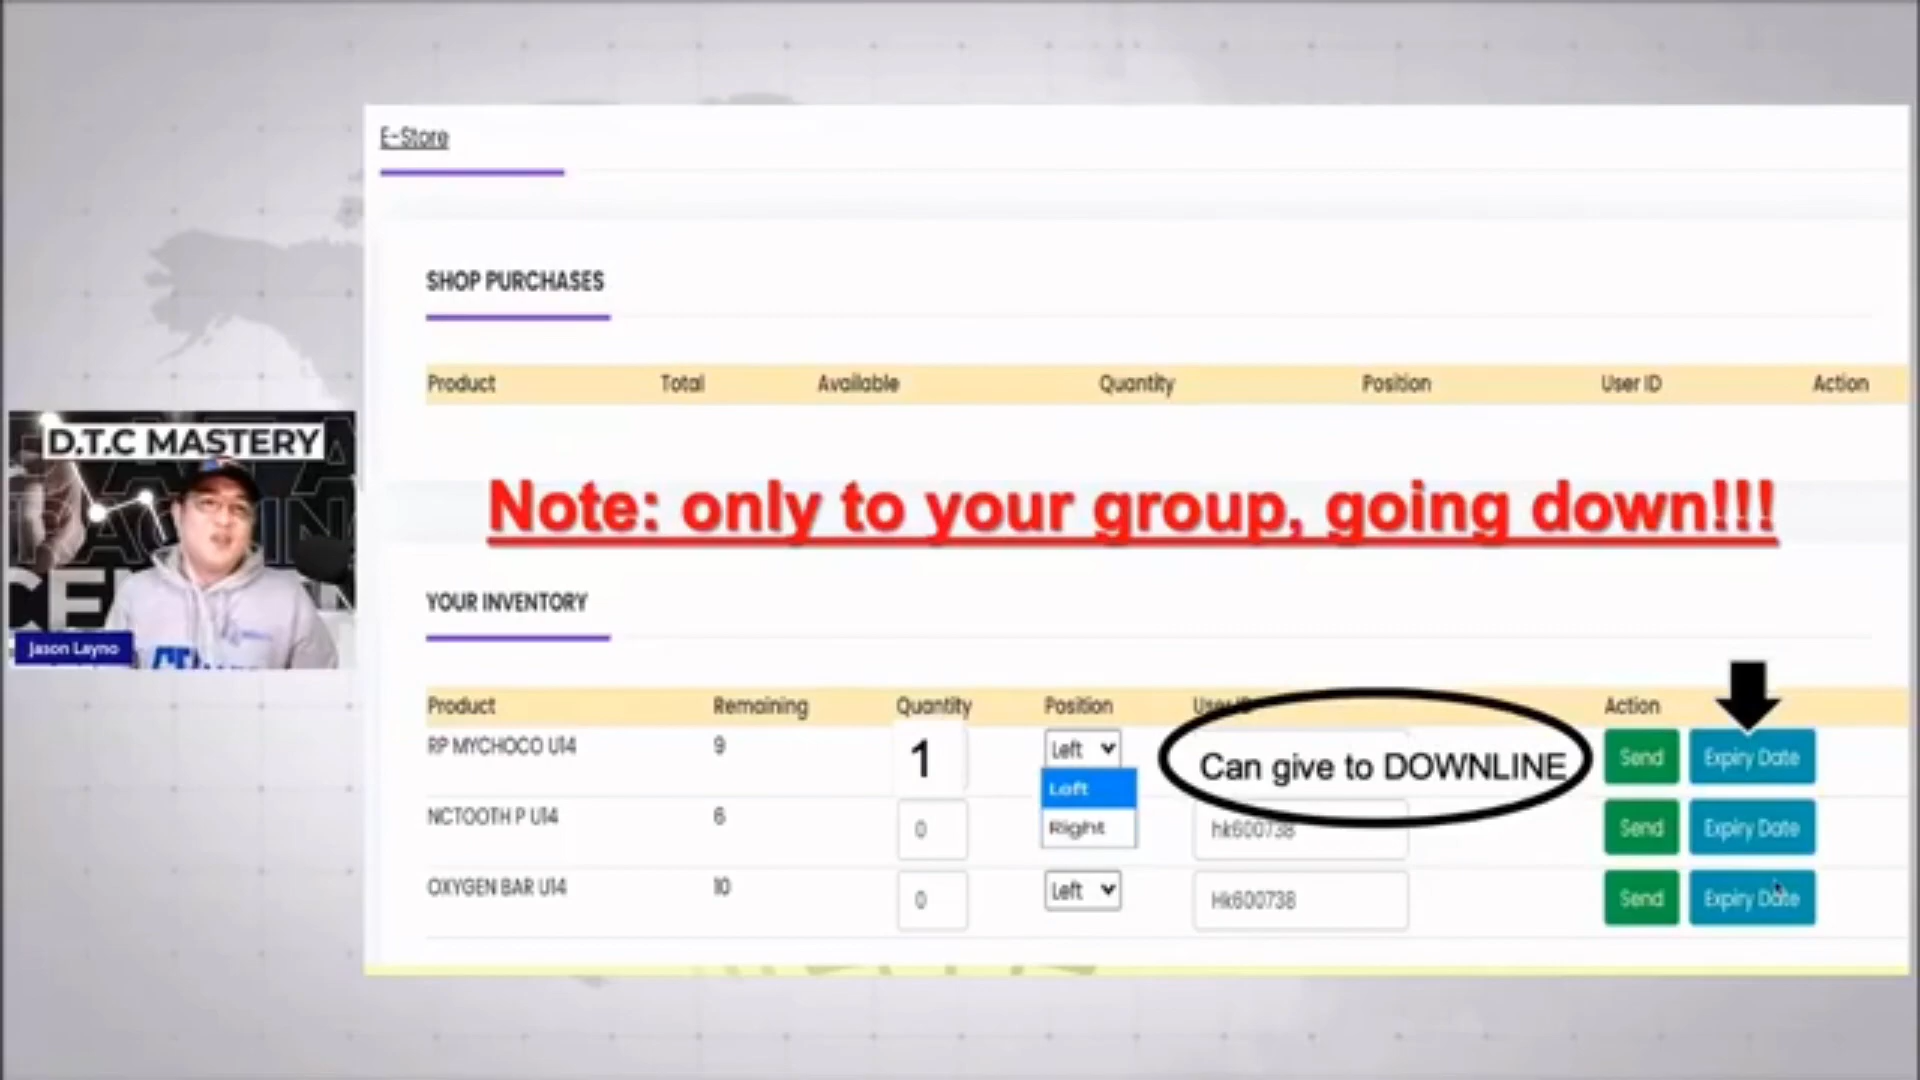 E-Store
SHOP PURCHASES
Product Total Available Quantity Position User ID Action
Note: only to your group, going down!!!
D.T.C MASTERY
Jason Layno
YOUR INVENTORY
Product Remaining Quantity Position User ID Action
RP MYCHOCO U14 9 1 Left Can give to DOWNLINE Send Expiry Date
Left
Right
NCTOOTH P U14 6 0 hk600738 Send Expiry Date
OXYGEN BAR U14 10 0 Left Hk600738 Send Expiry Date